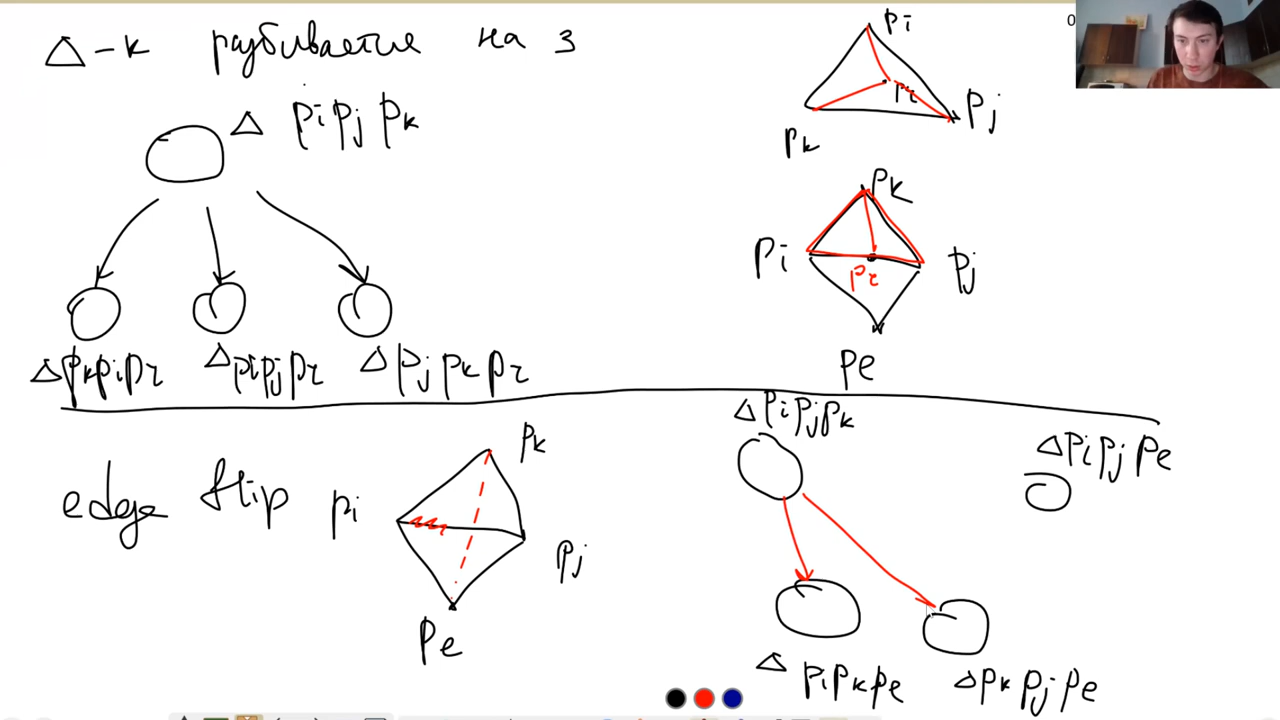 Δ-к разбивается на 3
Δ pi pj pk
Δ pk pi pr Δ pi pj pr Δ pj pk pr
pi
pr
pk
pj
pk
pi
pr
pj
pe
edge flip
pk
pi
pj
pe
Δ pi pj pk
Δ pi pj pe
Δ pi pk pe Δ pk pj pe